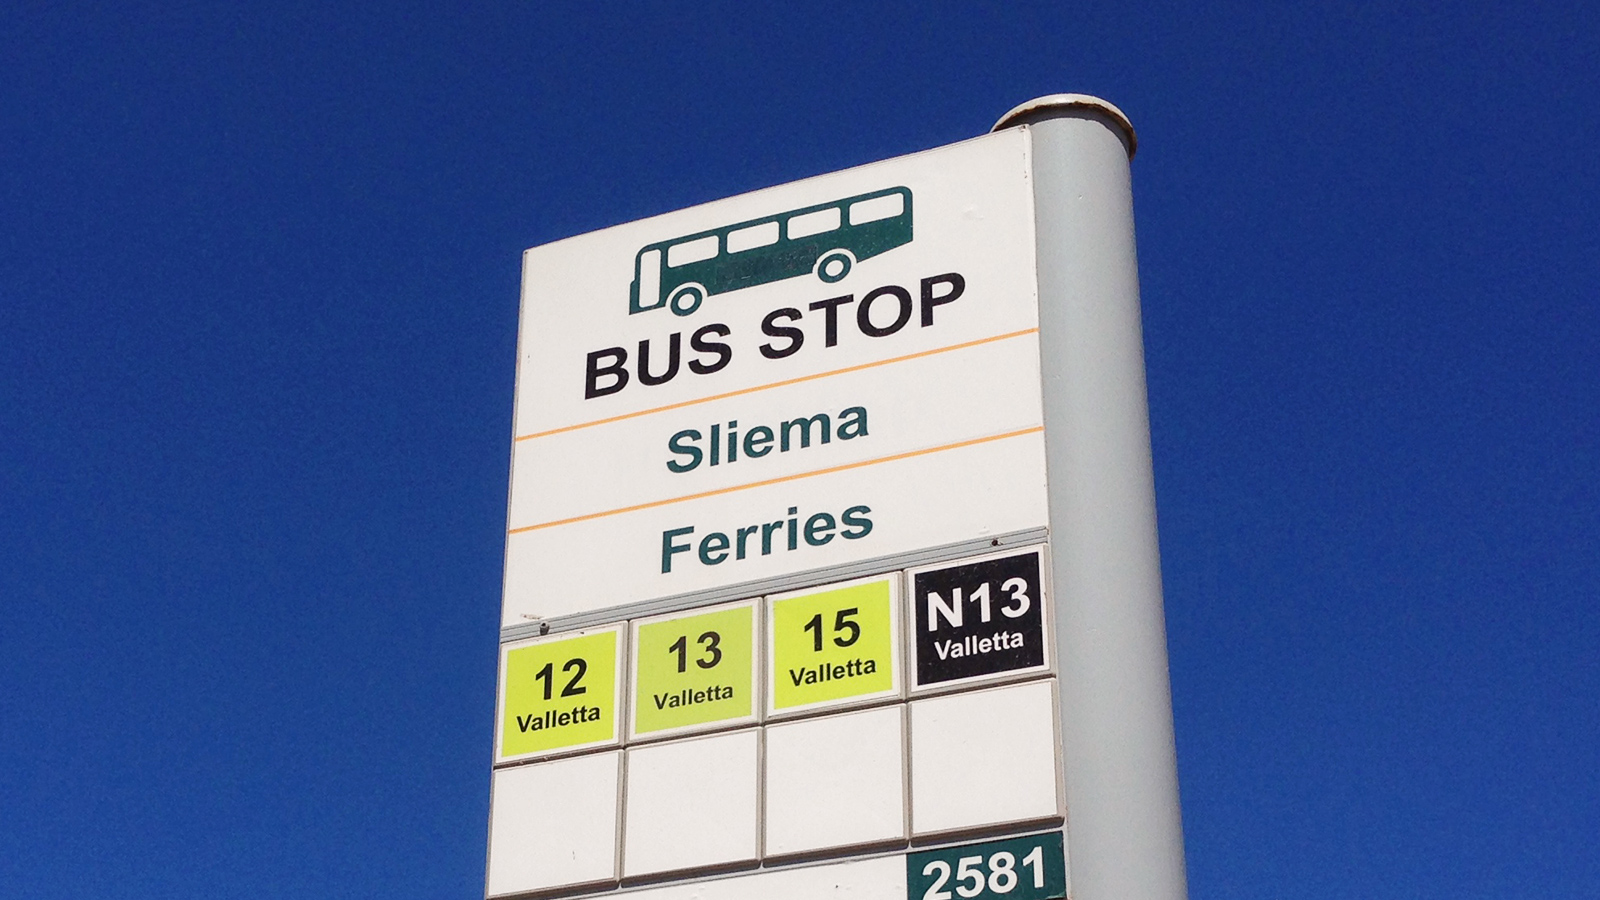 BUS STOP
Sliema
Ferries
12
Valletta
13
Valletta
15
Valletta
N13
Valletta
2581